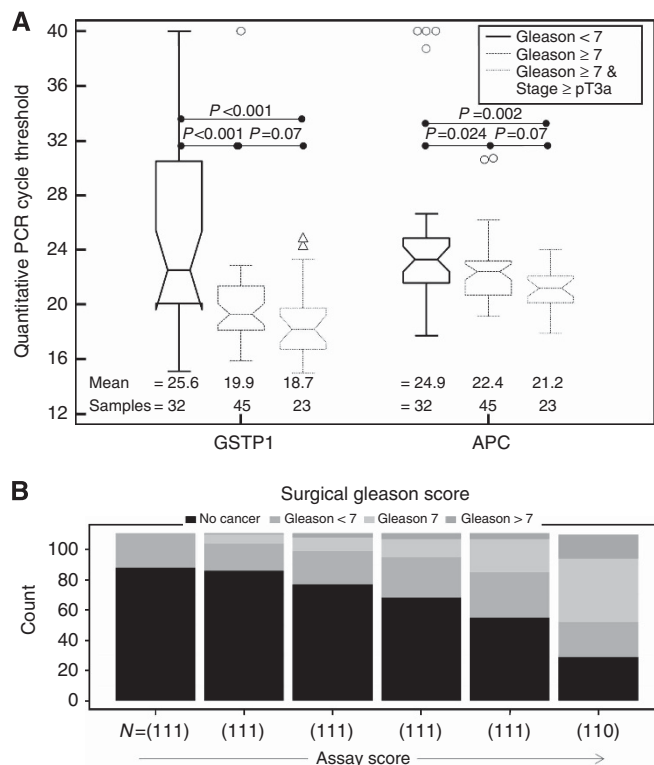 A
Quantitative PCR cycle threshold
40
36
32
28
24
20
16
12
Gleason < 7
Gleason ≥ 7
Gleason ≥ 7 &
Stage ≥ pT3a
P <0.001
P <0.001 P =0.07
P =0.002
P =0.024 P =0.07
Mean = 25.6 19.9 18.7 = 24.9 22.4 21.2
Samples = 32 45 23 = 32 45 23
GSTP1 APC
B
Surgical gleason score
No cancer Gleason < 7 Gleason 7 Gleason > 7
Count
100
80
60
40
20
0
N=(111) (111) (111) (111) (111) (110)
Assay score